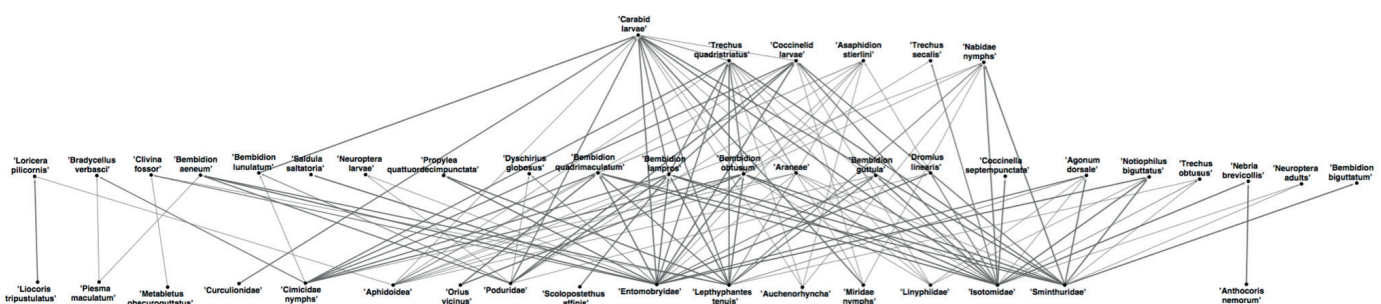 'Carabid
larvae'
'Trechus
quadristriatus'
'Coccinelid
larvae'
'Asaphidion
stierlini'
'Trechus
secalis'
'Nabidae
nymphs'
'Loricera
pilicornis'
'Bradycellus
verbasci'
'Clivina
fossor'
'Bembidion
aeneum'
'Bembidion
lunulatum'
'Saldula
saltatoria'
'Neuroptera
larvae'
'Propylea
quattuordecimpunctata'
'Dyschirius
globosus'
'Bembidion
quadrimaculatum'
'Bembidion
lampros'
'Bembidion
obtusum'
'Araneae'
'Bembidion
guttula'
'Dromius
linearis'
'Coccinella
septempunctata'
'Agonum
dorsale'
'Notiophilus
biguttatus'
'Trechus
obtusus'
'Nebria
brevicollis'
'Neuroptera
adults'
'Bembidion
biguttatum'
'Liocoris
tripustulatus'
'Piesma
maculatum'
'Metabletus
obscuroguttatus'
'Curculionidae'
'Cimicidae
nymphs'
'Aphidoidea'
'Orius
vicinus'
'Poduridae'
'Scolopostethus
affinis'
'Entomobryidae'
'Lepthyphantes
tenuis'
'Auchenorhyncha'
'Miridae
nymphs'
'Linyphiidae'
'Isotomidae'
'Sminthuridae'
'Anthocoris
nemorum'